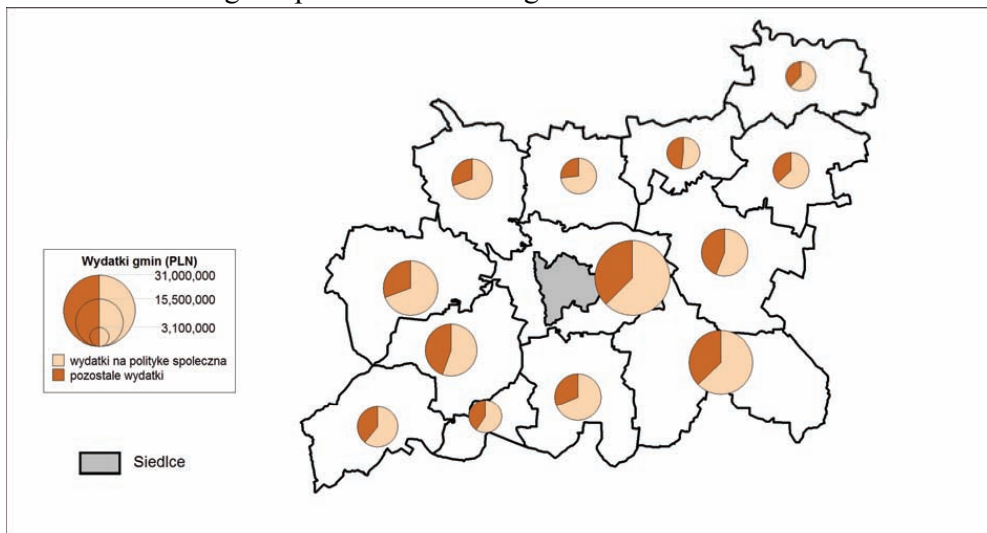 Wydatki gmin (PLN)
31,000,000
15,500,000
3,100,000
wydatki na polityke spoleczna
pozostale wydatki
Siedlce